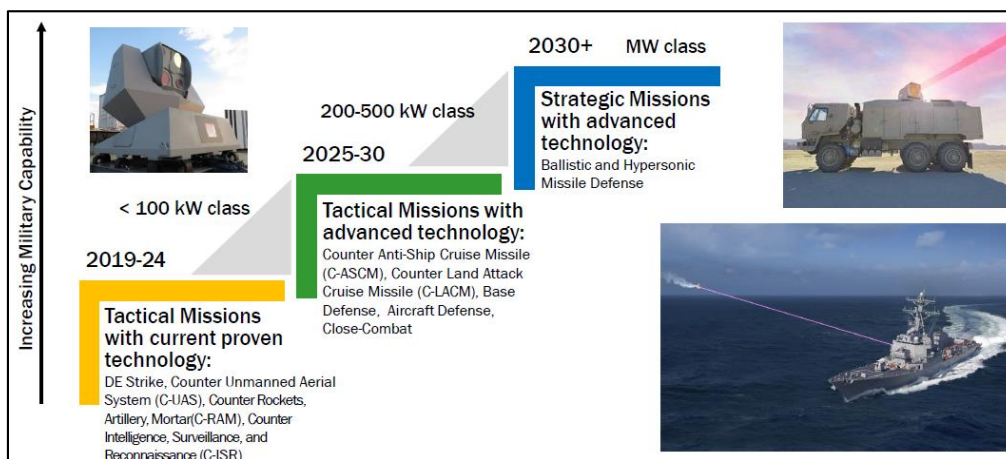 Increasing Military Capability
2030+ MW class
Strategic Missions
with advanced
technology:
Ballistic and Hypersonic
Missile Defense
200-500 kW class
2025-30
Tactical Missions with
advanced technology:
Counter Anti-Ship Cruise Missile
(C-ASCM), Counter Land Attack
Cruise Missile (C-LACM), Base
Defense, Aircraft Defense,
Close-Combat
< 100 kW class
2019-24
Tactical Missions
with current proven
technology:
DE Strike, Counter Unmanned Aerial
System (C-UAS), Counter Rockets,
Artillery, Mortar(C-RAM), Counter
Intelligence, Surveillance, and
Reconnaissance (C-ISR)